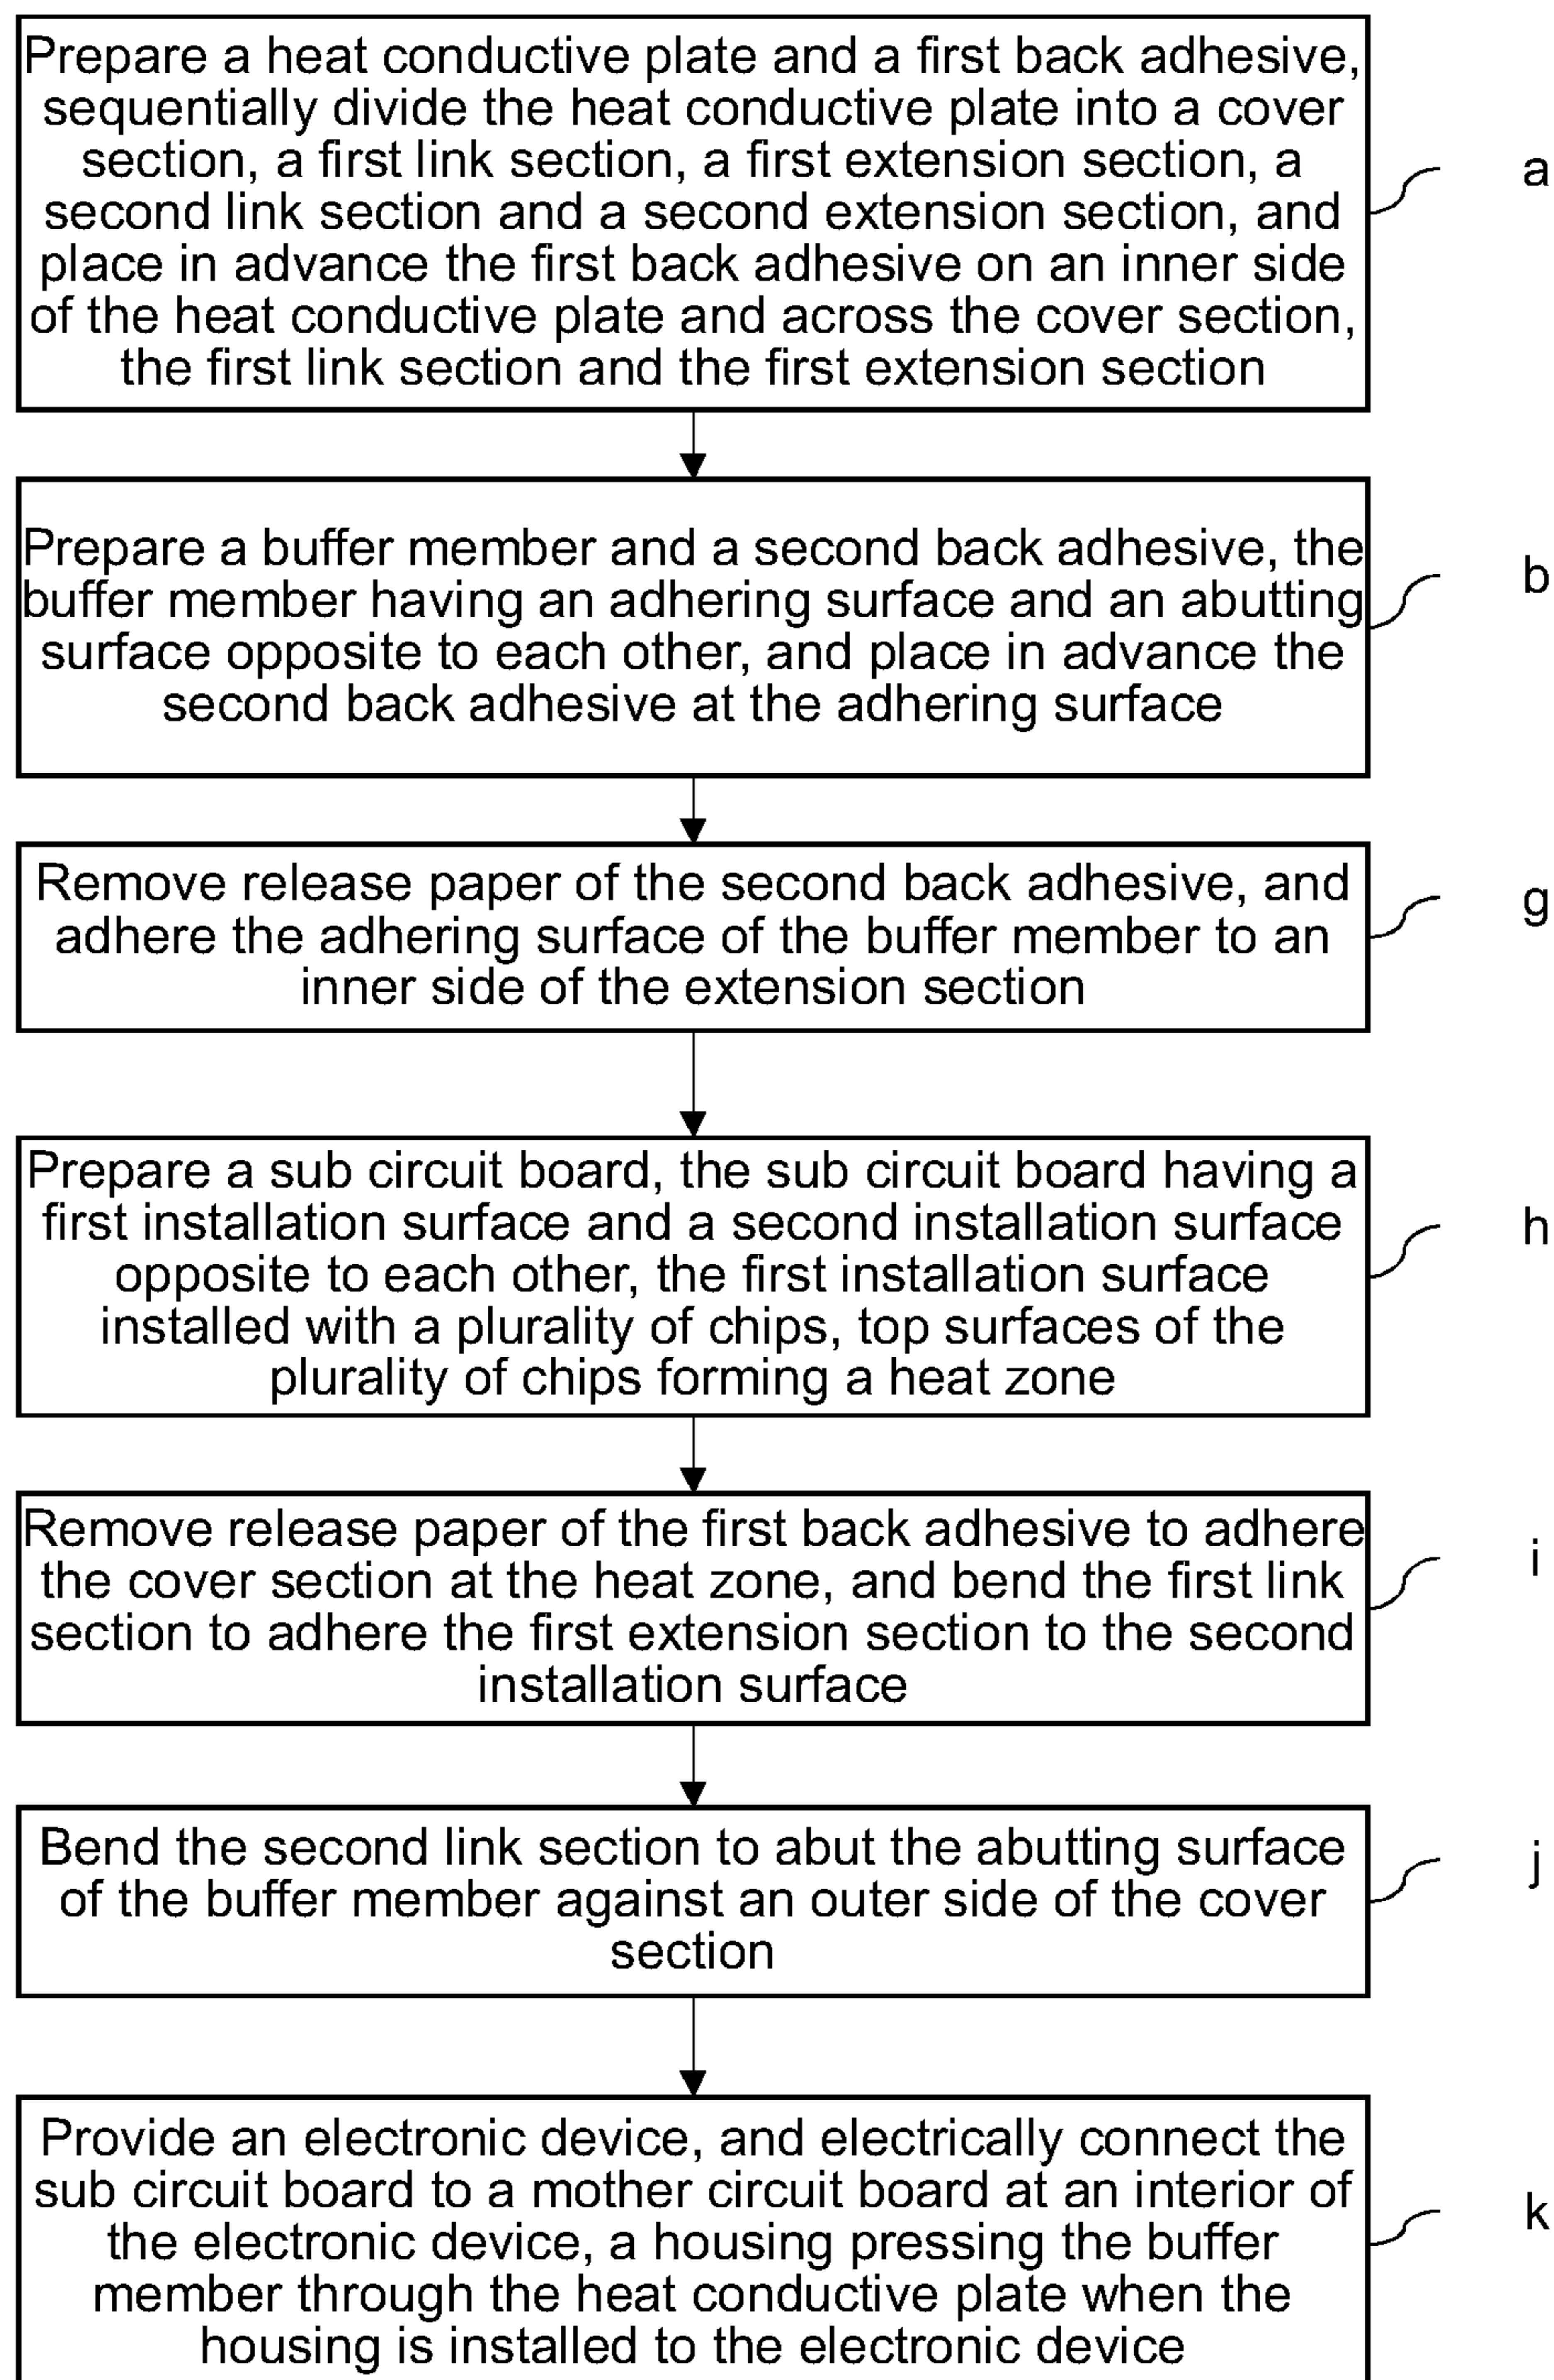 Prepare a heat conductive plate and a first back adhesive,
sequentially divide the heat conductive plate into a cover
section, a first link section, a first extension section, a
second link section and a second extension section, and
place in advance the first back adhesive on an inner side
of the heat conductive plate and across the cover section,
the first link section and the first extension section
a
Prepare a buffer member and a second back adhesive, the
buffer member having an adhering surface and an abutting
surface opposite to each other, and place in advance the
second back adhesive at the adhering surface
b
Remove release paper of the second back adhesive, and
adhere the adhering surface of the buffer member to an
inner side of the extension section
g
Prepare a sub circuit board, the sub circuit board having a
first installation surface and a second installation surface
opposite to each other, the first installation surface
installed with a plurality of chips, top surfaces of the
plurality of chips forming a heat zone
h
Remove release paper of the first back adhesive to adhere
the cover section at the heat zone, and bend the first link
section to adhere the first extension section to the second
installation surface
i
Bend the second link section to abut the abutting surface
of the buffer member against an outer side of the cover
section
j
Provide an electronic device, and electrically connect the
sub circuit board to a mother circuit board at an interior of
the electronic device, a housing pressing the buffer
member through the heat conductive plate when the
housing is installed to the electronic device
k